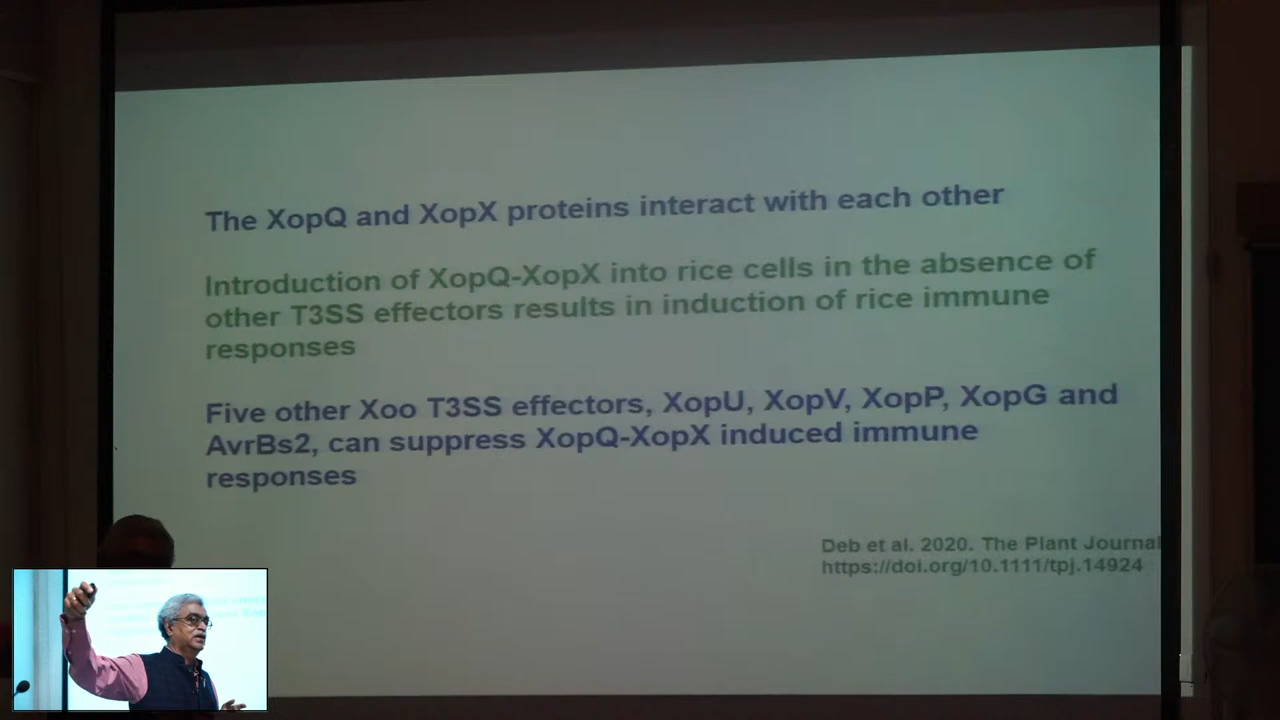 The XopQ and XopX proteins interact with each other
Introduction of XopQ-XopX into rice cells in the absence of
other T3SS effectors results in induction of rice immune
responses
Five other Xoo T3SS effectors, XopU, XopV, XopP, XopG and
AvrBs2, can suppress XopQ-XopX induced immune
responses
Deb et al. 2020. The Plant Journal
https://doi.org/10.1111/tpj.14924